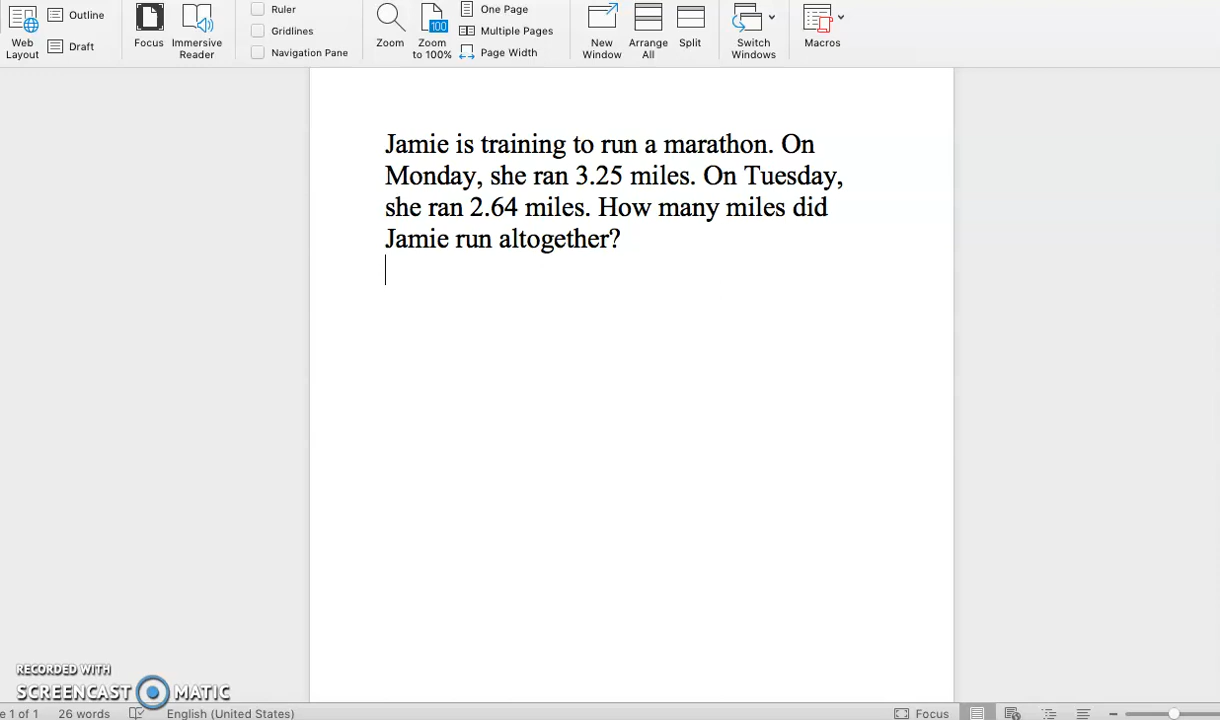 Web Layout
Outline
Draft
Focus
Immersive Reader
Ruler
Gridlines
Navigation Pane
Zoom
100
Zoom to 100%
One Page
Multiple Pages
Page Width
New Window
Arrange All
Split
Switch Windows
Macros
Jamie is training to run a marathon. On
Monday, she ran 3.25 miles. On Tuesday,
she ran 2.64 miles. How many miles did
Jamie run altogether?
RECORDED WITH
SCREENCAST MATIC
e 1 of 1
26 words
English (United States)
Focus